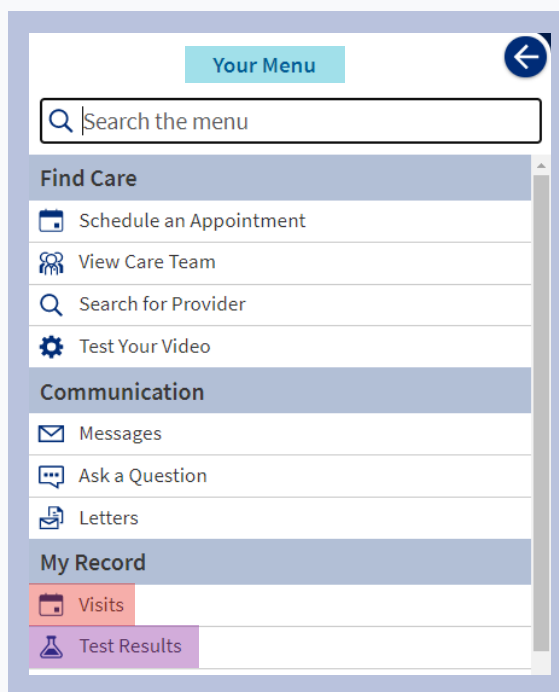 Your Menu
Search the menu
Find Care
Schedule an Appointment
View Care Team
Search for Provider
Test Your Video
Communication
Messages
Ask a Question
Letters
My Record
Visits
Test Results